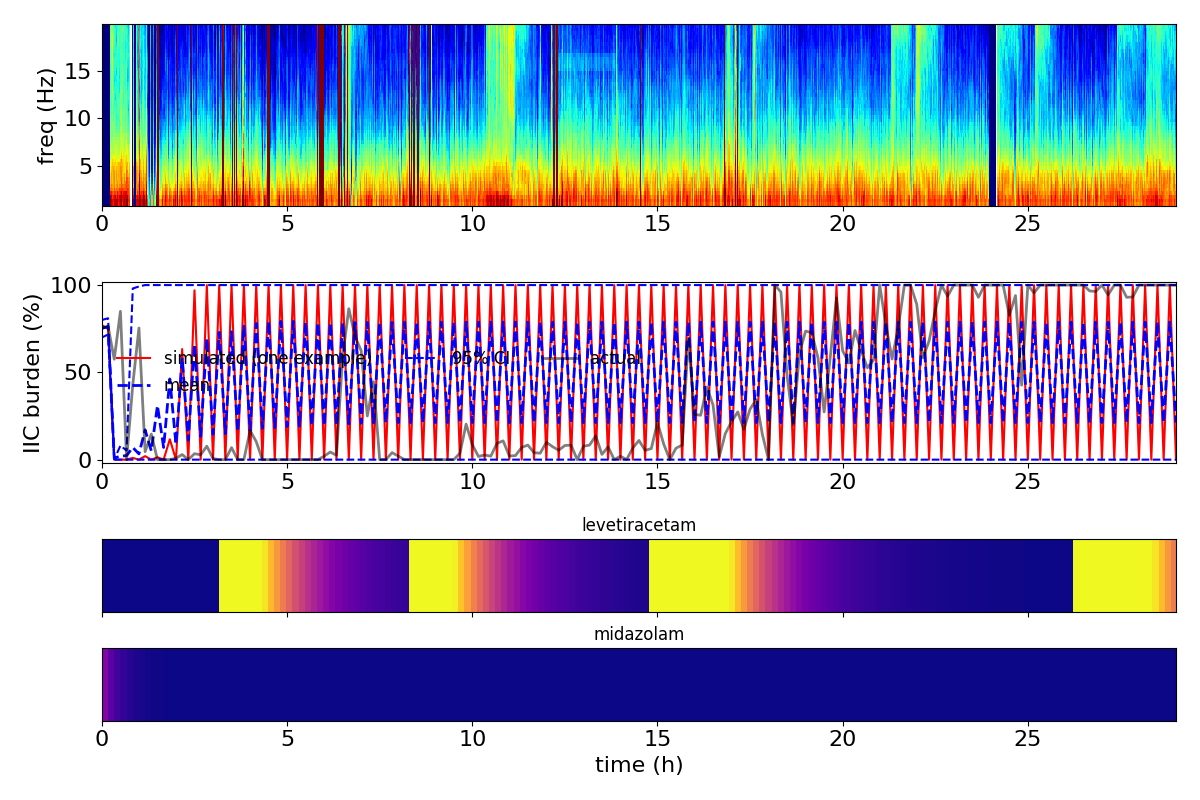 freq (Hz)
15
10
5
0 5 10 15 20 25
IIC burden (%)
100
50
0
simulated (one example)
mean
95% CI
actual
0 5 10 15 20 25
levetiracetam
midazolam
0 5 10 15 20 25
time (h)